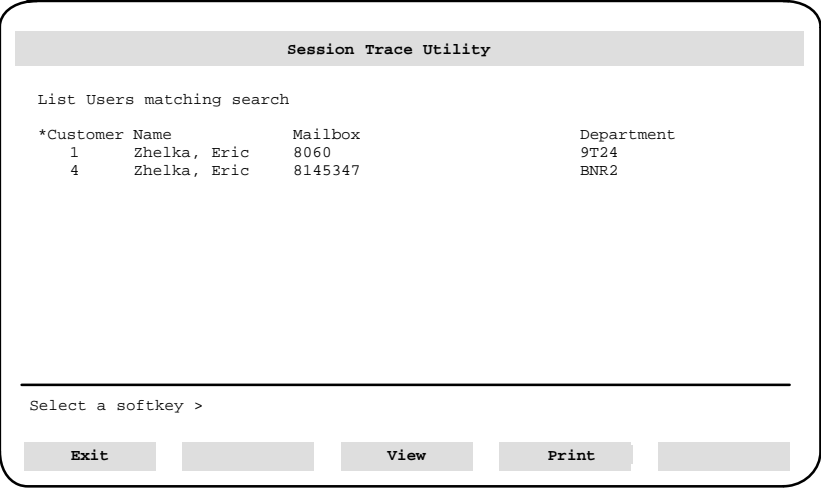 Session Trace Utility
List Users matching search
*Customer Name Mailbox Department
1 Zhelka, Eric 8060 9T24
4 Zhelka, Eric 8145347 BNR2
Select a softkey >
Exit View Print